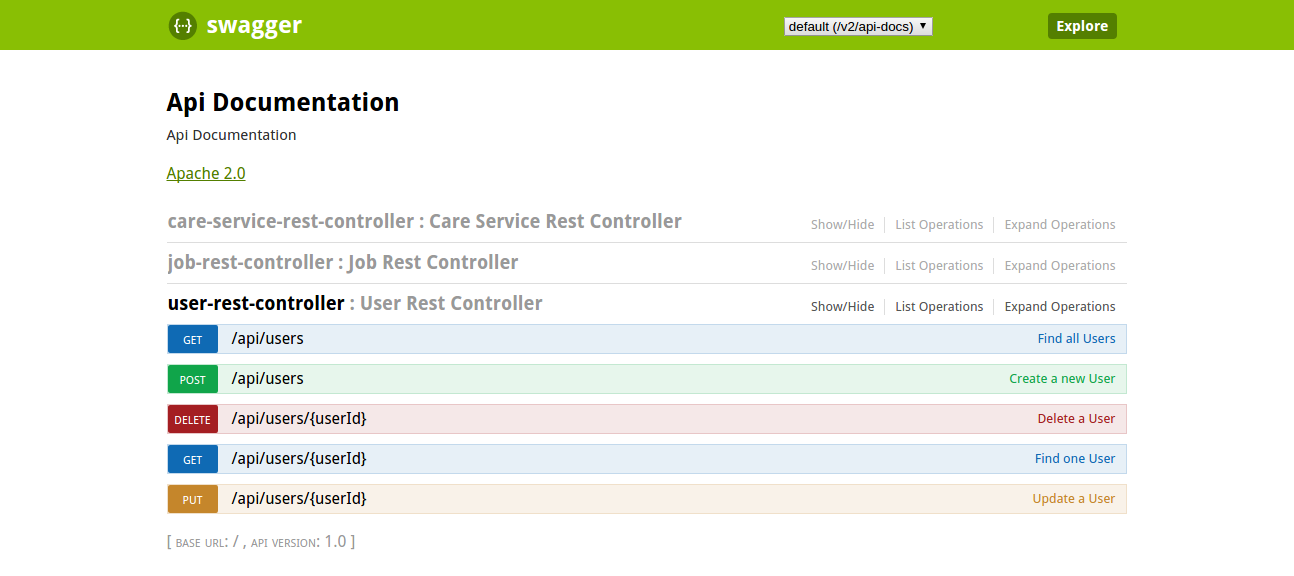 {···} swagger default (/v2/api-docs) ▼ Explore
Api Documentation
Api Documentation
Apache 2.0
care-service-rest-controller : Care Service Rest Controller Show/Hide List Operations Expand Operations
job-rest-controller : Job Rest Controller Show/Hide List Operations Expand Operations
user-rest-controller : User Rest Controller Show/Hide List Operations Expand Operations
GET /api/users Find all Users
POST /api/users Create a new User
DELETE /api/users/{userId} Delete a User
GET /api/users/{userId} Find one User
PUT /api/users/{userId} Update a User
[ BASE URL: / , API VERSION: 1.0 ]